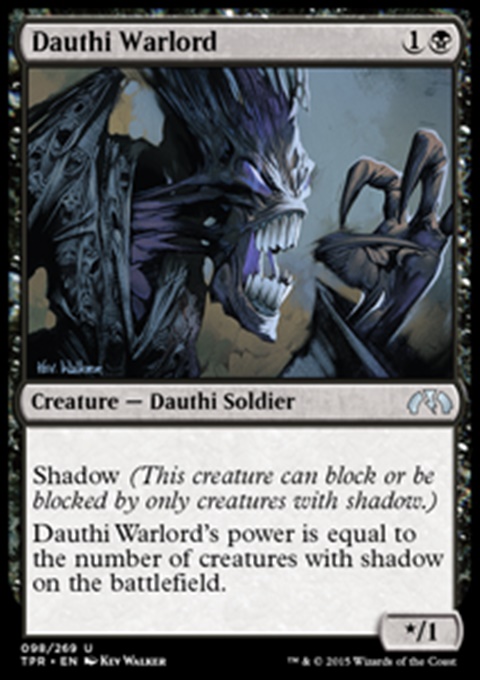 Dauthi Warlord 1
Kev. Walker
Creature — Dauthi Soldier
Shadow (This creature can block or be
blocked by only creatures with shadow.)
Dauthi Warlord's power is equal to
the number of creatures with shadow
on the battlefield.
*/1
098/269 U
TPR • EN Kev Walker
™ & © 2015 Wizards of the Coast